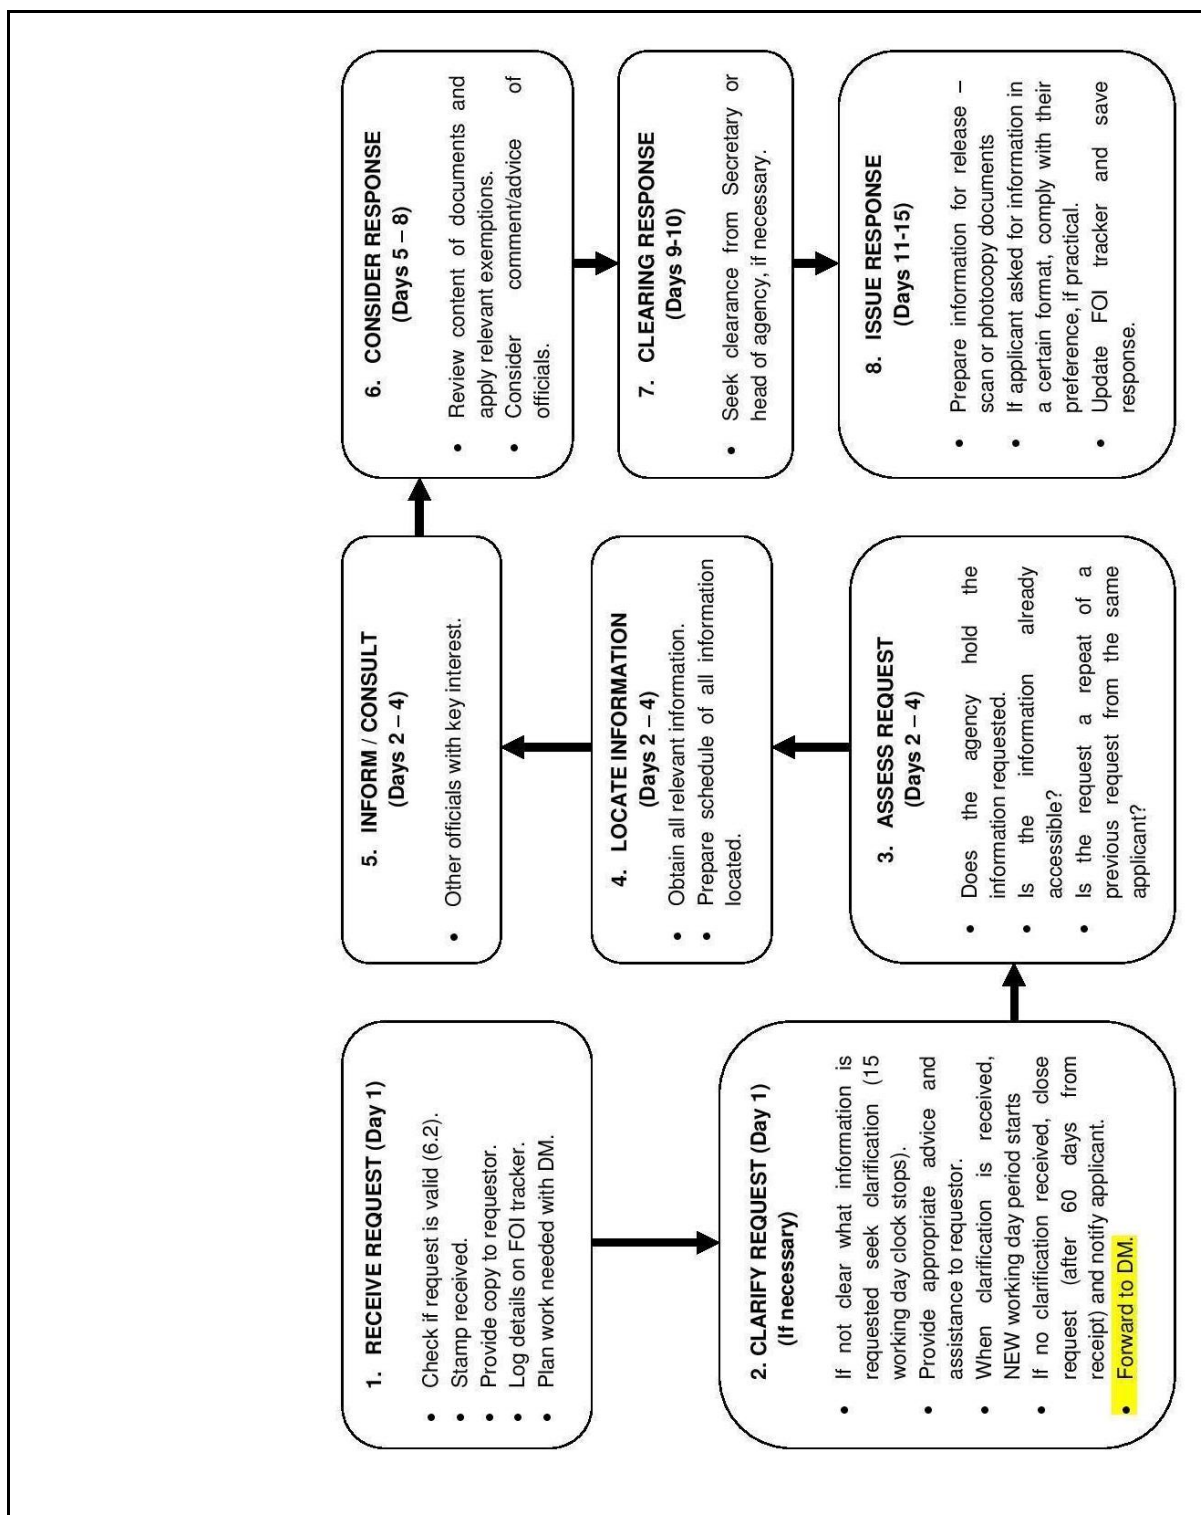 1. RECEIVE REQUEST (Day 1)
• Check if request is valid (6.2).
• Stamp received.
• Provide copy to requestor.
• Log details on FOI tracker.
• Plan work needed with DM.
2. CLARIFY REQUEST (Day 1)
(If necessary)
• If not clear what information is
requested seek clarification (15
working day clock stops).
• Provide appropriate advice and
assistance to requestor.
• When clarification is received,
NEW working day period starts
• If no clarification received, close
request (after 60 days from
receipt) and notify applicant.
• Forward to DM.
3. ASSESS REQUEST
(Days 2 – 4)
• Does the agency hold the
information requested.
• Is the information already
accessible?
• Is the request a repeat of a
previous request from the same
applicant?
4. LOCATE INFORMATION
(Days 2 – 4)
• Obtain all relevant information.
• Prepare schedule of all information
located.
5. INFORM / CONSULT
(Days 2 – 4)
• Other officials with key interest.
6. CONSIDER RESPONSE
(Days 5 – 8)
• Review content of documents and
apply relevant exemptions.
• Consider comment/advice of
officials.
7. CLEARING RESPONSE
(Days 9-10)
• Seek clearance from Secretary or
head of agency, if necessary.
8. ISSUE RESPONSE
(Days 11-15)
• Prepare information for release –
scan or photocopy documents
• If applicant asked for information in
a certain format, comply with their
preference, if practical.
• Update FOI tracker and save
response.